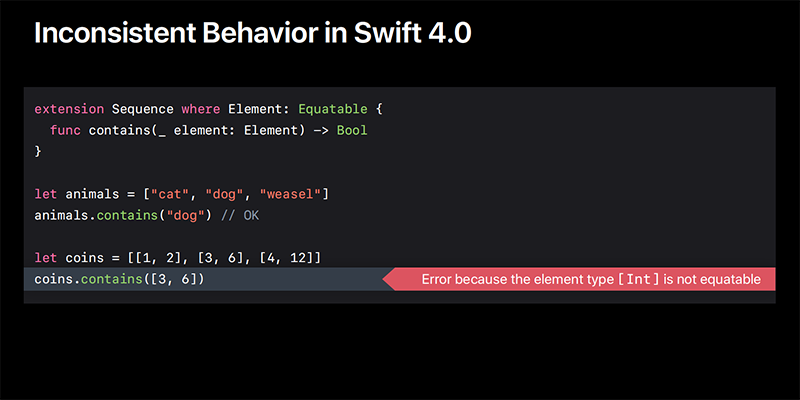 Inconsistent Behavior in Swift 4.0
extension Sequence where Element: Equatable {
func contains(_ element: Element) -> Bool
}
let animals = ["cat", "dog", "weasel"]
animals.contains("dog") // OK
let coins = [[1, 2], [3, 6], [4, 12]]
coins.contains([3, 6]) Error because the element type [Int] is not equatable